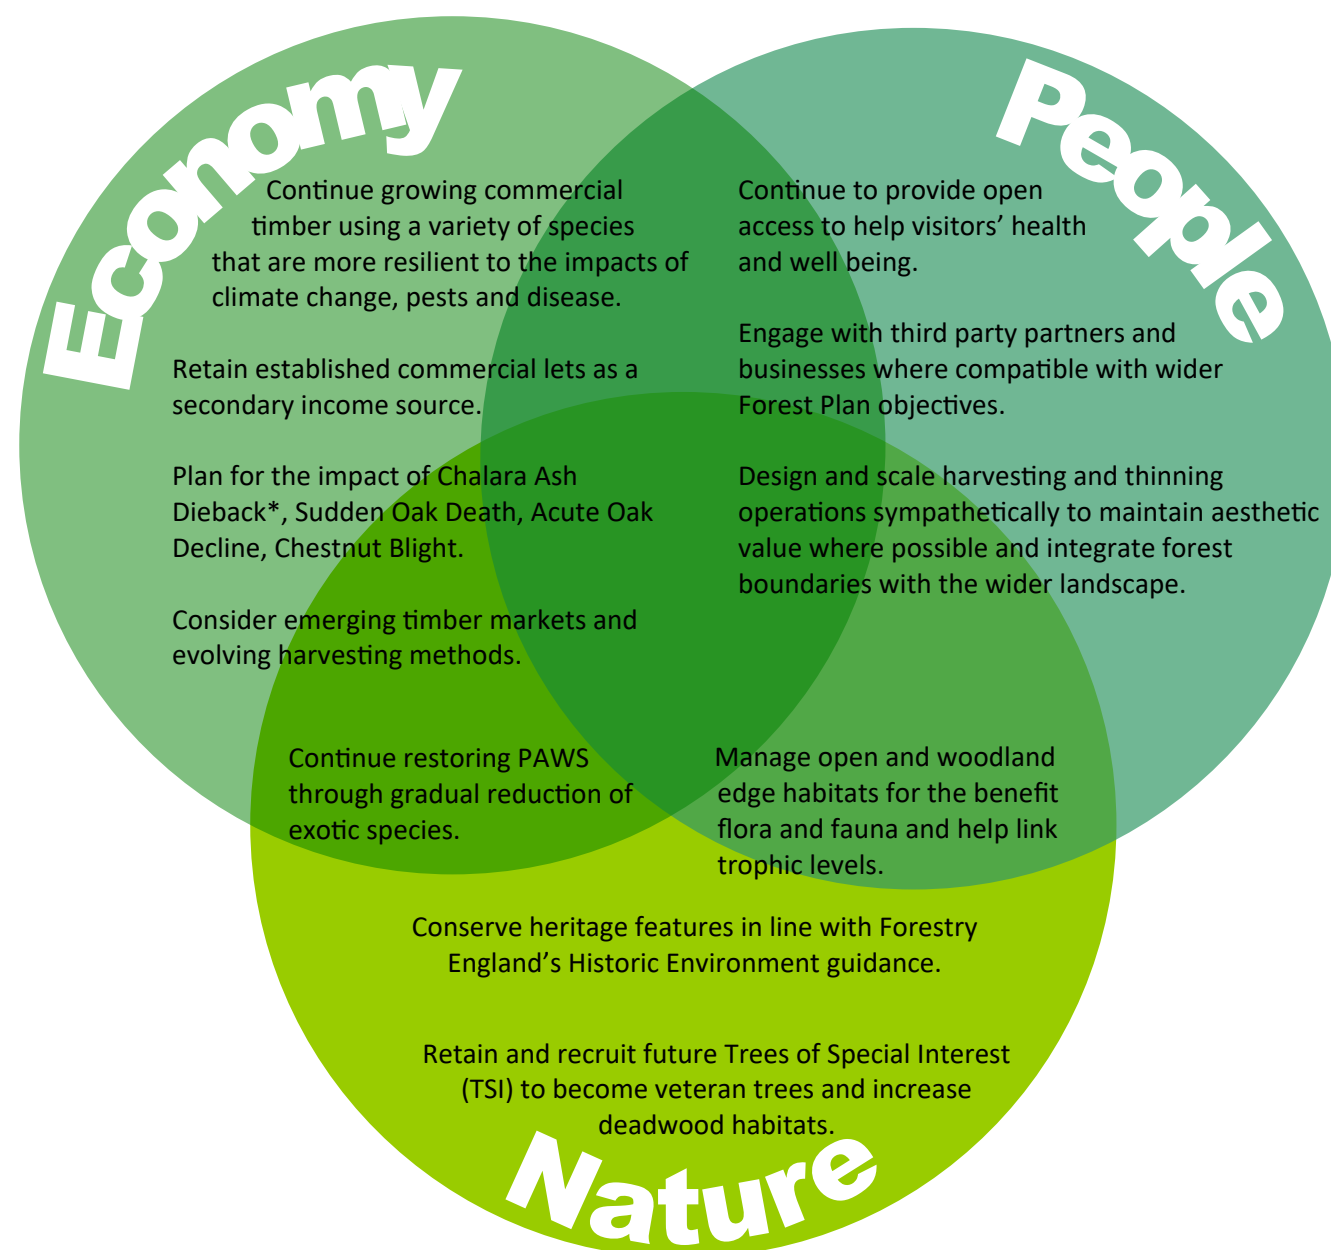 Economy
People
Continue growing commercial
timber using a variety of species
that are more resilient to the impacts of
climate change, pests and disease.
Retain established commercial lets as a
secondary income source.
Plan for the impact of Chalara Ash
Dieback*, Sudden Oak Death, Acute Oak
Decline, Chestnut Blight.
Consider emerging timber markets and
evolving harvesting methods.
Continue to provide open
access to help visitors’ health
and well being.
Engage with third party partners and
businesses where compatible with wider
Forest Plan objectives.
Design and scale harvesting and thinning
operations sympathetically to maintain aesthetic
value where possible and integrate forest
boundaries with the wider landscape.
Continue restoring PAWS
through gradual reduction of
exotic species.
Manage open and woodland
edge habitats for the benefit
flora and fauna and help link
trophic levels.
Conserve heritage features in line with Forestry
England’s Historic Environment guidance.
Retain and recruit future Trees of Special Interest
(TSI) to become veteran trees and increase
deadwood habitats.
Nature